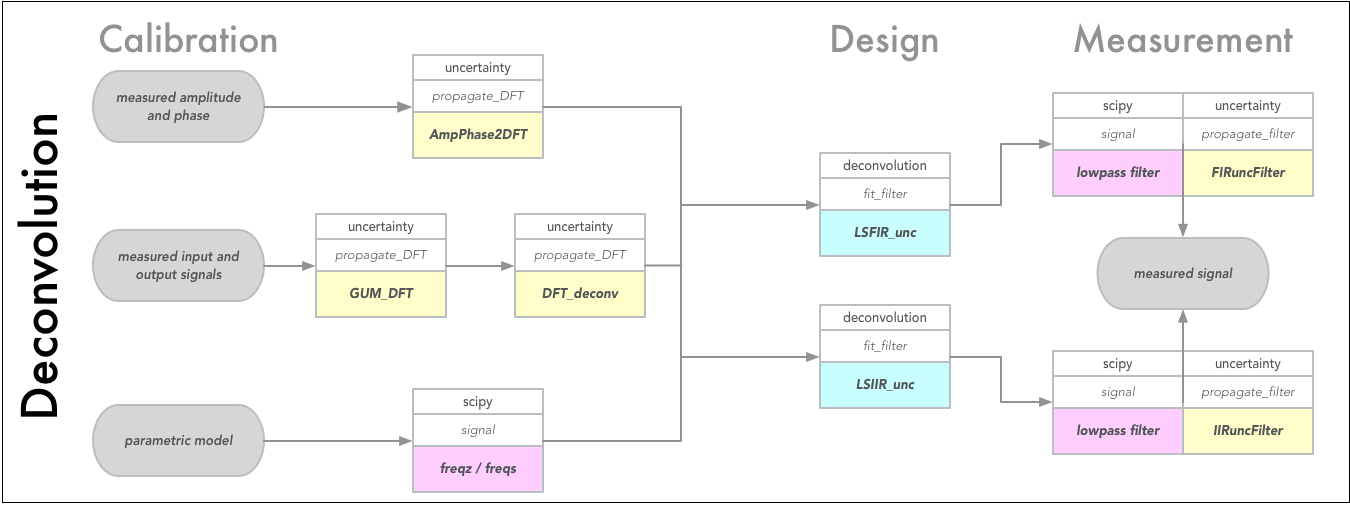 Deconvolution
Calibration
Design
Measurement
measured amplitude
and phase
uncertainty
propagate_DFT
AmpPhase2DFT
measured input and
output signals
uncertainty
propagate_DFT
GUM_DFT
uncertainty
propagate_DFT
DFT_deconv
parametric model
scipy
signal
freqz / freqs
deconvolution
fit_filter
LSFIR_unc
deconvolution
fit_filter
LSIIR_unc
scipy
signal
lowpass filter
uncertainty
propagate_filter
FIRuncFilter
measured signal
scipy
signal
lowpass filter
uncertainty
propagate_filter
IIRuncFilter